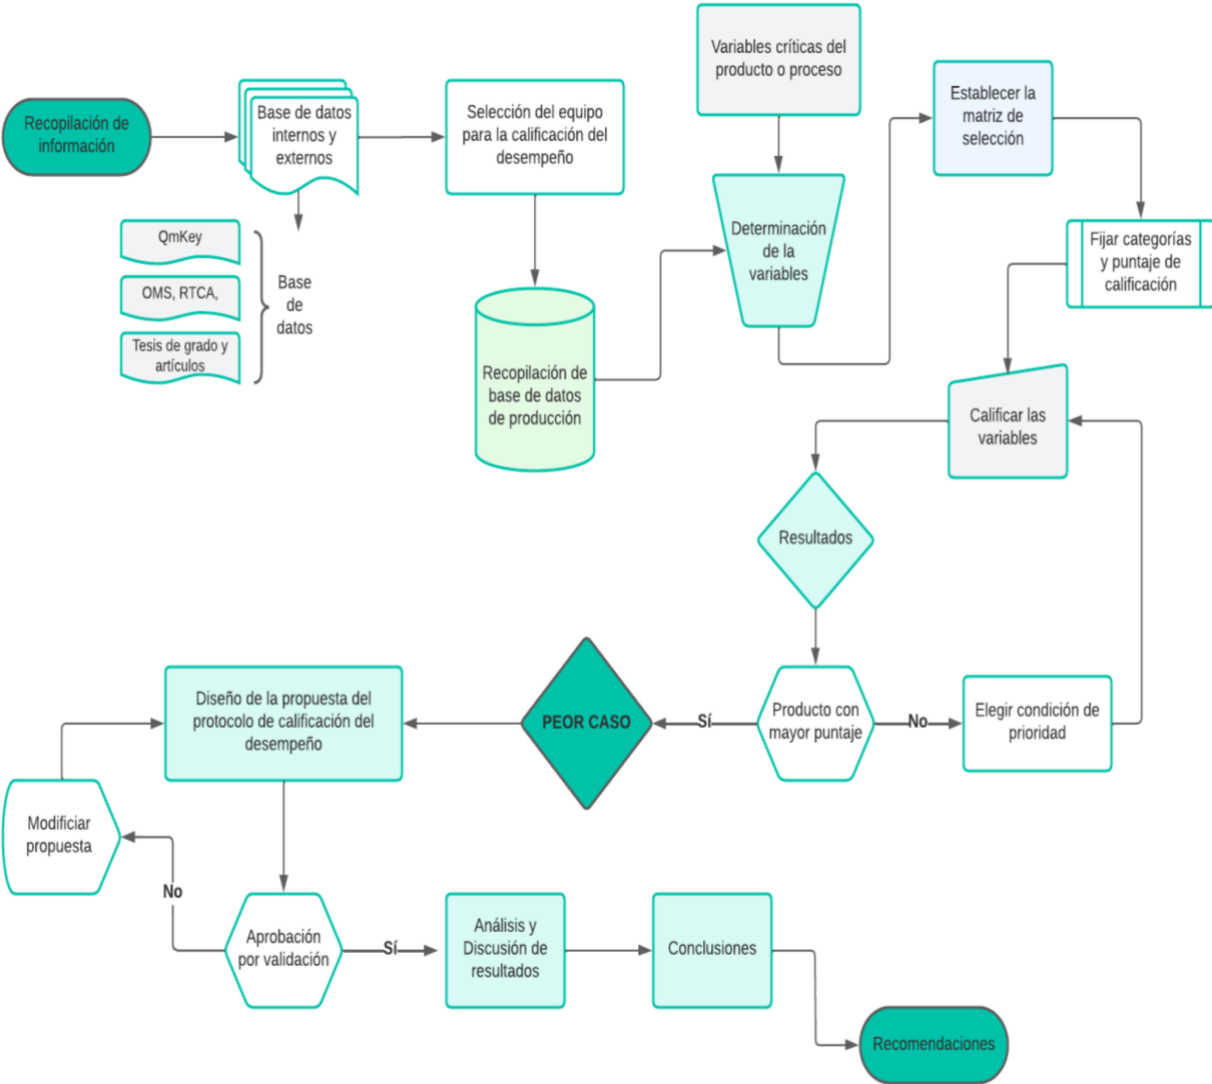 Recopilación de
información
Base de datos
internos y
externos
Selección del equipo
para la calificación del
desempeño
Variables críticas del
producto o proceso
Establecer la
matriz de
selección
QmKey
OMS, RTCA,
Tesis de grado y
artículos
Base
de
datos
Recopilación de
base de datos
de producción
Determinación
de la
variables
Fijar categorías
y puntaje de
calificación
Calificar las
variables
Resultados
Producto con
mayor puntaje
No
Elegir condición de
prioridad
Sí
PEOR CASO
Diseño de la propuesta del
protocolo de calificación del
desempeño
Modificiar
propuesta
No
Aprobación
por validación
Sí
Análisis y
Discusión de
resultados
Conclusiones
Recomendaciones